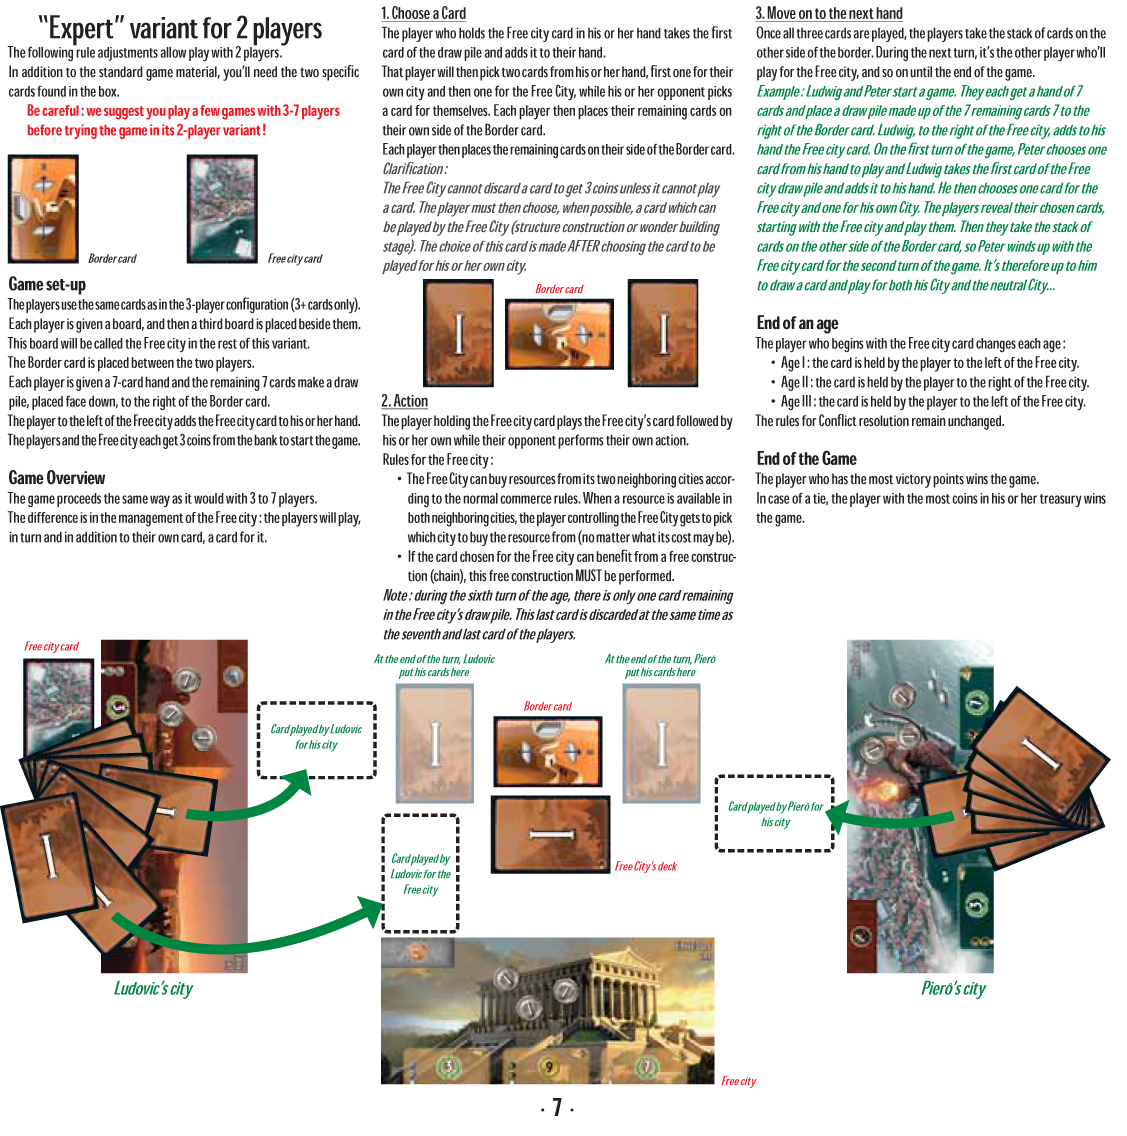 “Expert” variant for 2 players
The following rule adjustments allow play with 2 players.
In addition to the standard game material, you’ll need the two specific
cards found in the box.
Be careful : we suggest you play a few games with 3-7 players
before trying the game in its 2-player variant !
Border card
Free city card
Game set-up
The players use the same cards as in the 3-player configuration (3+ cards only).
Each player is given a board, and then a third board is placed beside them.
This board will be called the Free city in the rest of this variant.
The Border card is placed between the two players.
Each player is given a 7-card hand and the remaining 7 cards make a draw
pile, placed face down, to the right of the Border card.
The player to the left of the Free city adds the Free city card to his or her hand.
The players and the Free city each get 3 coins from the bank to start the game.
Game Overview
The game proceeds the same way as it would with 3 to 7 players.
The difference is in the management of the Free city : the players will play,
in turn and in addition to their own card, a card for it.
1. Choose a Card
The player who holds the Free city card in his or her hand takes the first
card of the draw pile and adds it to their hand.
That player will then pick two cards from his or her hand, first one for their
own city and then one for the Free City, while his or her opponent picks
a card for themselves. Each player then places their remaining cards on
their own side of the Border card.
Each player then places the remaining cards on their side of the Border card.
Clarification :
The Free City cannot discard a card to get 3 coins unless it cannot play
a card. The player must then choose, when possible, a card which can
be played by the Free City (structure construction or wonder building
stage). The choice of this card is made AFTER choosing the card to be
played for his or her own city.
Border card
I
I
2. Action
The player holding the Free city card plays the Free city’s card followed by
his or her own while their opponent performs their own action.
Rules for the Free city :
• The Free City can buy resources from its two neighboring cities accor-
ding to the normal commerce rules. When a resource is available in
both neighboring cities, the player controlling the Free City gets to pick
which city to buy the resource from (no matter what its cost may be).
• If the card chosen for the Free city can benefit from a free construc-
tion (chain), this free construction MUST be performed.
Note : during the sixth turn of the age, there is only one card remaining
in the Free city’s draw pile. This last card is discarded at the same time as
the seventh and last card of the players.
3. Move on to the next hand
Once all three cards are played, the players take the stack of cards on the
other side of the border. During the next turn, it’s the other player who’ll
play for the Free city, and so on until the end of the game.
Example : Ludwig and Peter start a game. They each get a hand of 7
cards and place a draw pile made up of the 7 remaining cards 7 to the
right of the Border card. Ludwig, to the right of the Free city, adds to his
hand the Free city card. On the first turn of the game, Peter chooses one
card from his hand to play and Ludwig takes the first card of the Free
city draw pile and adds it to his hand. He then chooses one card for the
Free city and one for his own City. The players reveal their chosen cards,
starting with the Free city and play them. Then they take the stack of
cards on the other side of the Border card, so Peter winds up with the
Free city card for the second turn of the game. It’s therefore up to him
to draw a card and play for both his City and the neutral City...
End of an age
The player who begins with the Free city card changes each age :
• Age I : the card is held by the player to the left of the Free city.
• Age II : the card is held by the player to the right of the Free city.
• Age III : the card is held by the player to the left of the Free city.
The rules for Conflict resolution remain unchanged.
End of the Game
The player who has the most victory points wins the game.
In case of a tie, the player with the most coins in his or her treasury wins
the game.
Free city card
Card played by Ludovic
for his city
At the end of the turn, Ludovic
put his cards here
At the end of the turn, Pierô
put his cards here
Border card
Card played by
Ludovic for the
Free city
Free City’s deck
Card played by Pierô for
his city
Ludovic’s city
Pierô’s city
3
9
7
Free city
· 7 ·